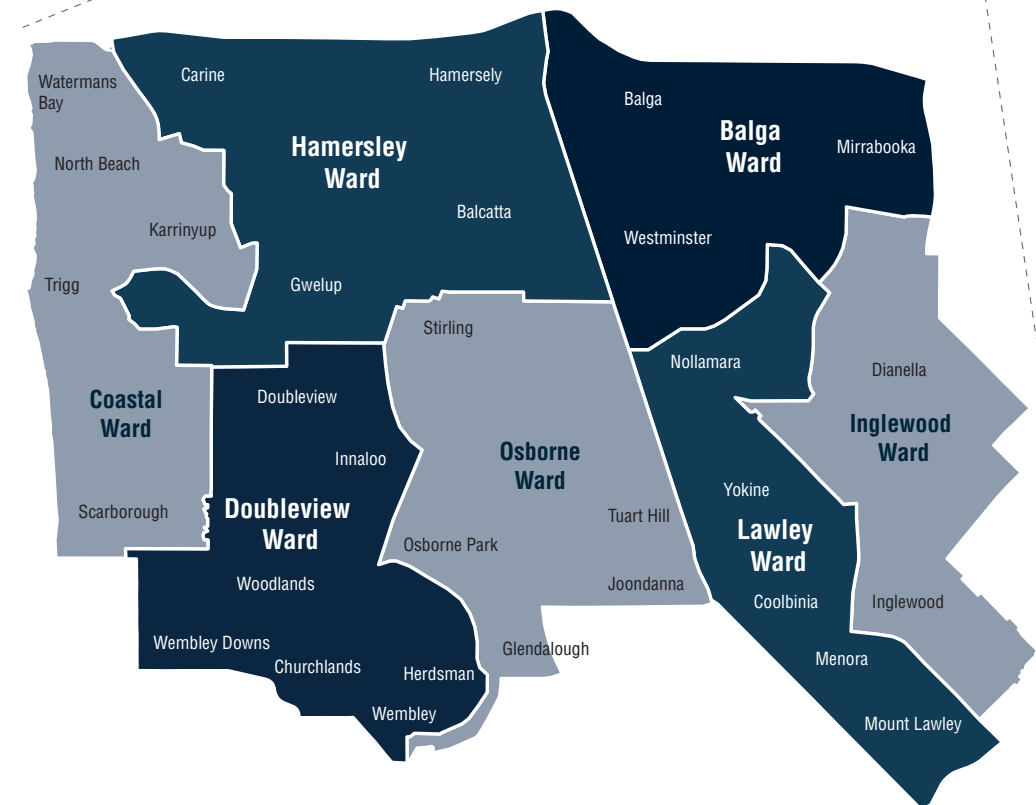 Watermans
Bay
North Beach
Karrinyup
Trigg
Coastal
Ward
Scarborough
Carine
Hamersely
Hamersley
Ward
Balcatta
Gwelup
Balga
Balga
Ward
Mirrabooka
Westminster
Doubleview
Innaloo
Doubleview
Ward
Woodlands
Wembley Downs
Churchlands
Herdsman
Wembley
Stirling
Osborne
Ward
Tuart Hill
Osborne Park
Joondanna
Glendalough
Nollamara
Yokine
Lawley
Ward
Coolbinia
Menora
Mount Lawley
Dianella
Inglewood
Ward
Inglewood